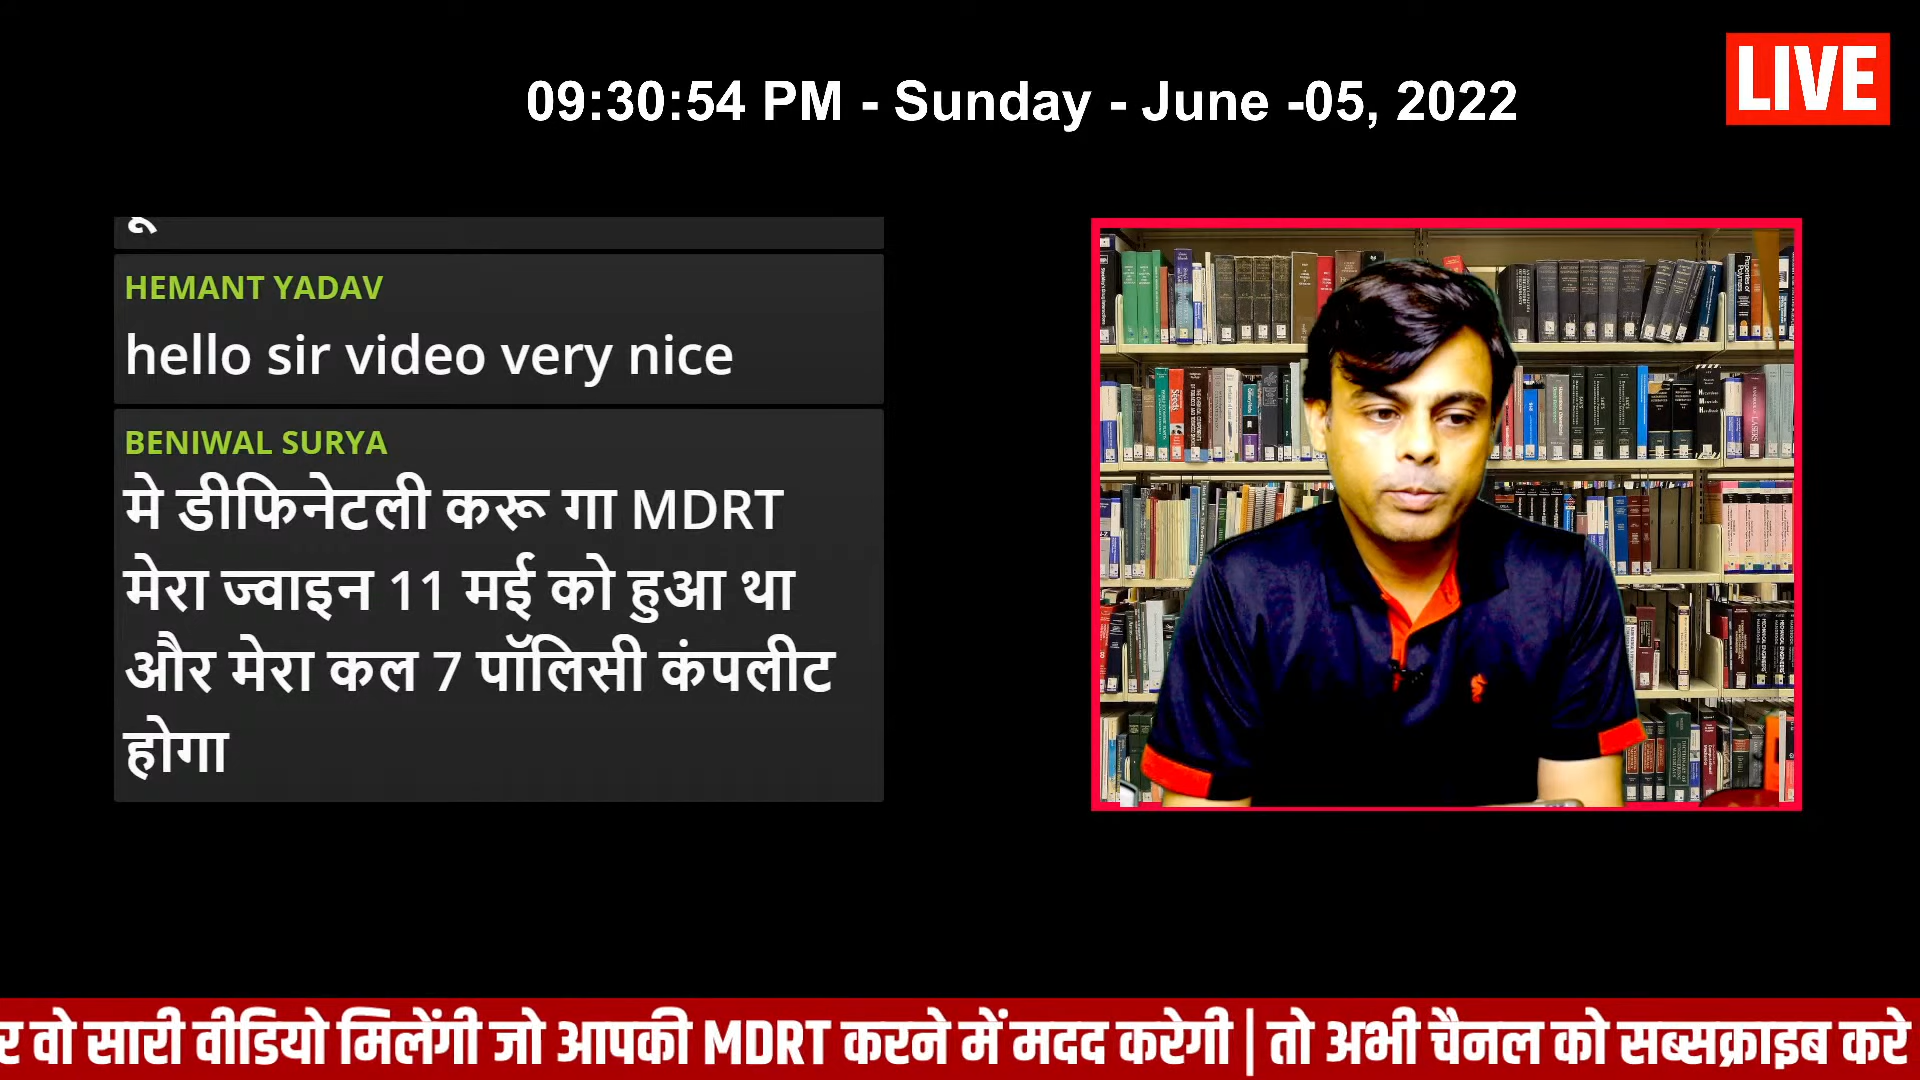 09:30:54 PM - Sunday - June -05, 2022
LIVE
HEMANT YADAV
hello sir video very nice
BENIWAL SURYA
मे डीफिनेटली करू गा MDRT
मेरा ज्वाइन 11 मई को हुआ था
और मेरा कल 7 पॉलिसी कंपलीट
होगा
वो सारी वीडियो मिलेंगी जो आपकी MDRT करने में मदद करेगी | तो अभी चैनल को सब्सक्राइब करे